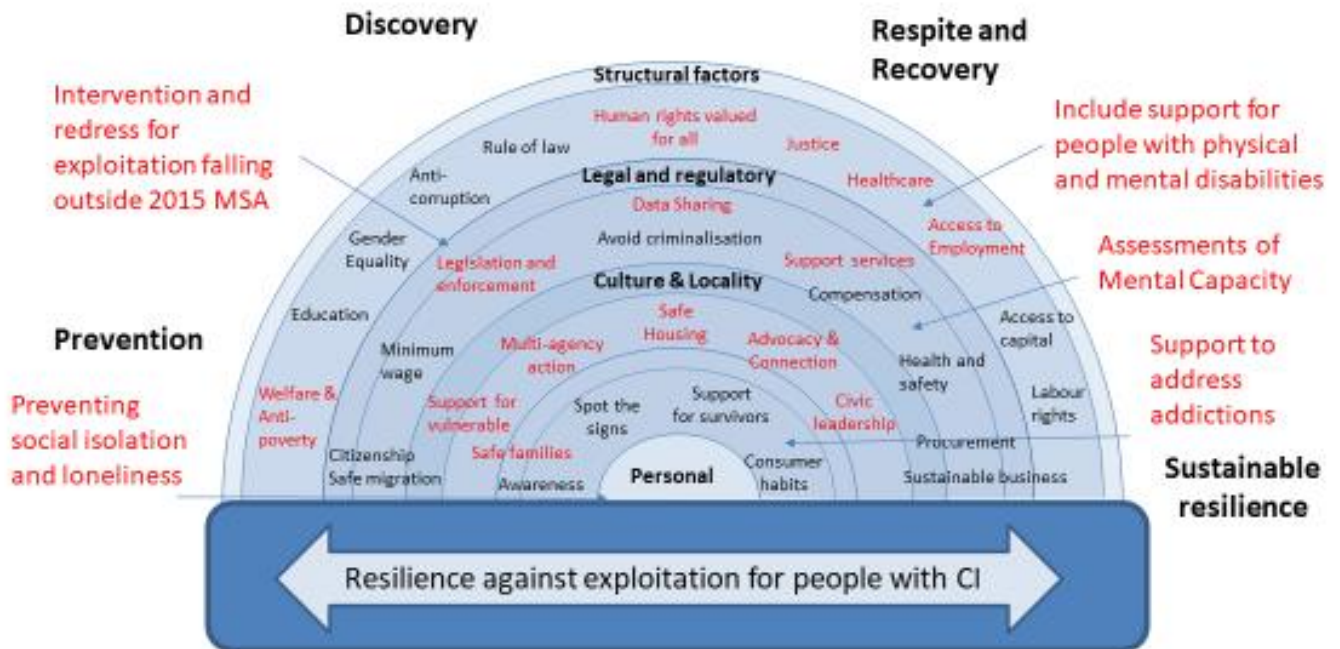 Discovery
Respite and
Recovery
Structural factors
Intervention and
redress for
exploitation falling
outside 2015 MSA
Human rights valued
for all
Rule of law
Justice
Include support for
people with physical
and mental disabilities
Anti-
corruption
Legal and regulatory
Healthcare
Data Sharing
Gender
Equality
Avoid criminalisation
Access to
Employment
Legislation and
enforcement
Support services
Assessments of
Mental Capacity
Culture & Locality
Compensation
Education
Safe
Housing
Prevention
Minimum
wage
Multi-agency
action
Advocacy &
Connection
Health and
safety
Access to
capital
Support to
address
addictions
Preventing
social isolation
and loneliness
Welfare &
Anti-
poverty
Support for
vulnerable
Spot the
signs
Support
for survivors
Civic
leadership
Labour
rights
Citizenship
Safe migration
Safe families
Awareness
Personal
Consumer
habits
Procurement
Sustainable business
Sustainable
resilience
Resilience against exploitation for people with CI